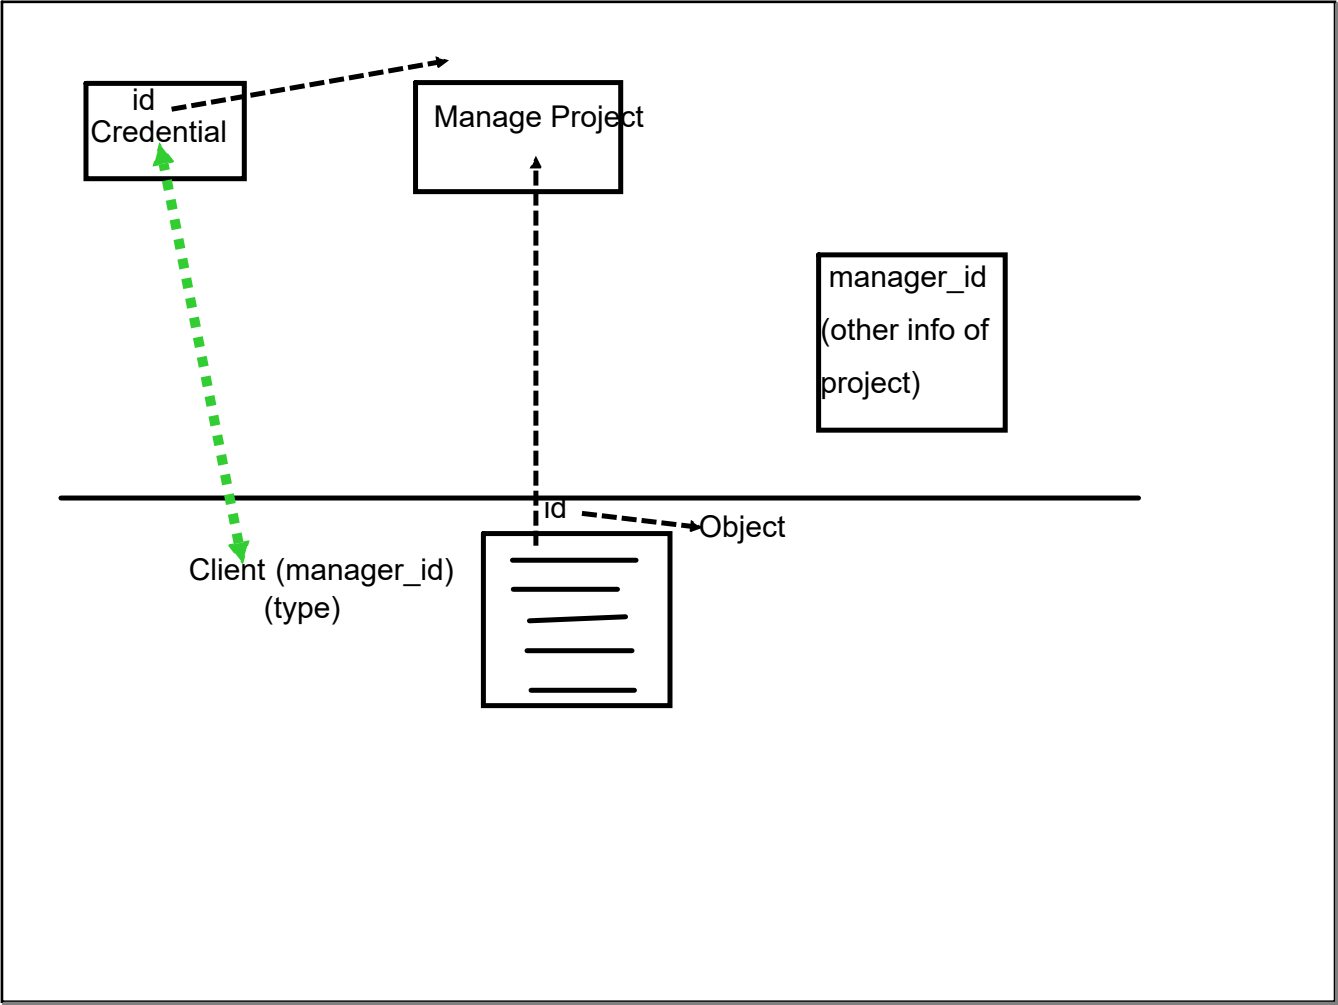 id
Credential
Manage Project
manager_id
(other info of
project)
id
Object
Client (manager_id)
(type)